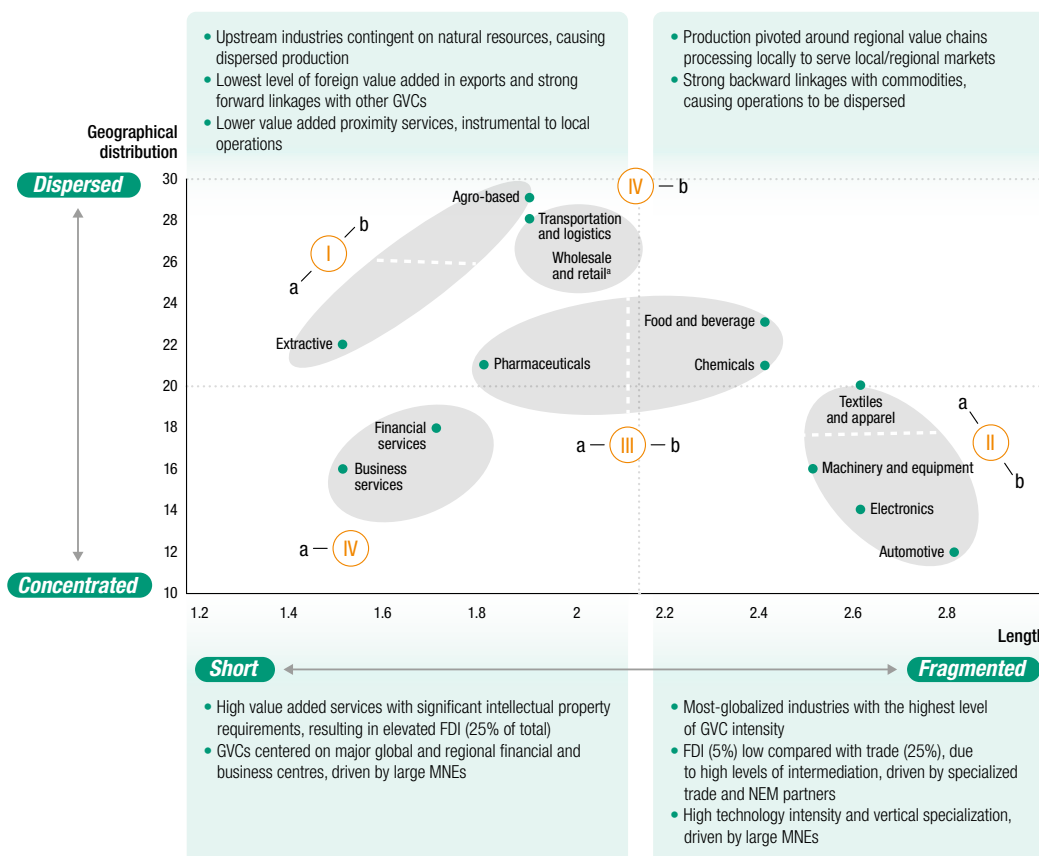 • Upstream industries contingent on natural resources, causing
dispersed production
• Lowest level of foreign value added in exports and strong
forward linkages with other GVCs
• Lower value added proximity services, instrumental to local
operations
• Production pivoted around regional value chains
processing locally to serve local/regional markets
• Strong backward linkages with commodities,
causing operations to be dispersed
Geographical
distribution
Dispersed
Concentrated
30
28
26
24
22
20
18
16
14
12
10
Agro-based
Transportation
and logistics
Wholesale
and retailᵃ
IV
b
I
b
a
Extractive
Pharmaceuticals
Food and beverage
Chemicals
a
III
b
Financial
services
Business
services
a
IV
Textiles
and apparel
Machinery and equipment
Electronics
Automotive
a
II
b
1.2
1.4
1.6
1.8
2
2.2
2.4
2.6
2.8
Length
Short
Fragmented
• High value added services with significant intellectual property
requirements, resulting in elevated FDI (25% of total)
• GVCs centered on major global and regional financial and
business centres, driven by large MNEs
• Most-globalized industries with the highest level
of GVC intensity
• FDI (5%) low compared with trade (25%), due
to high levels of intermediation, driven by specialized
trade and NEM partners
• High technology intensity and vertical specialization,
driven by large MNEs